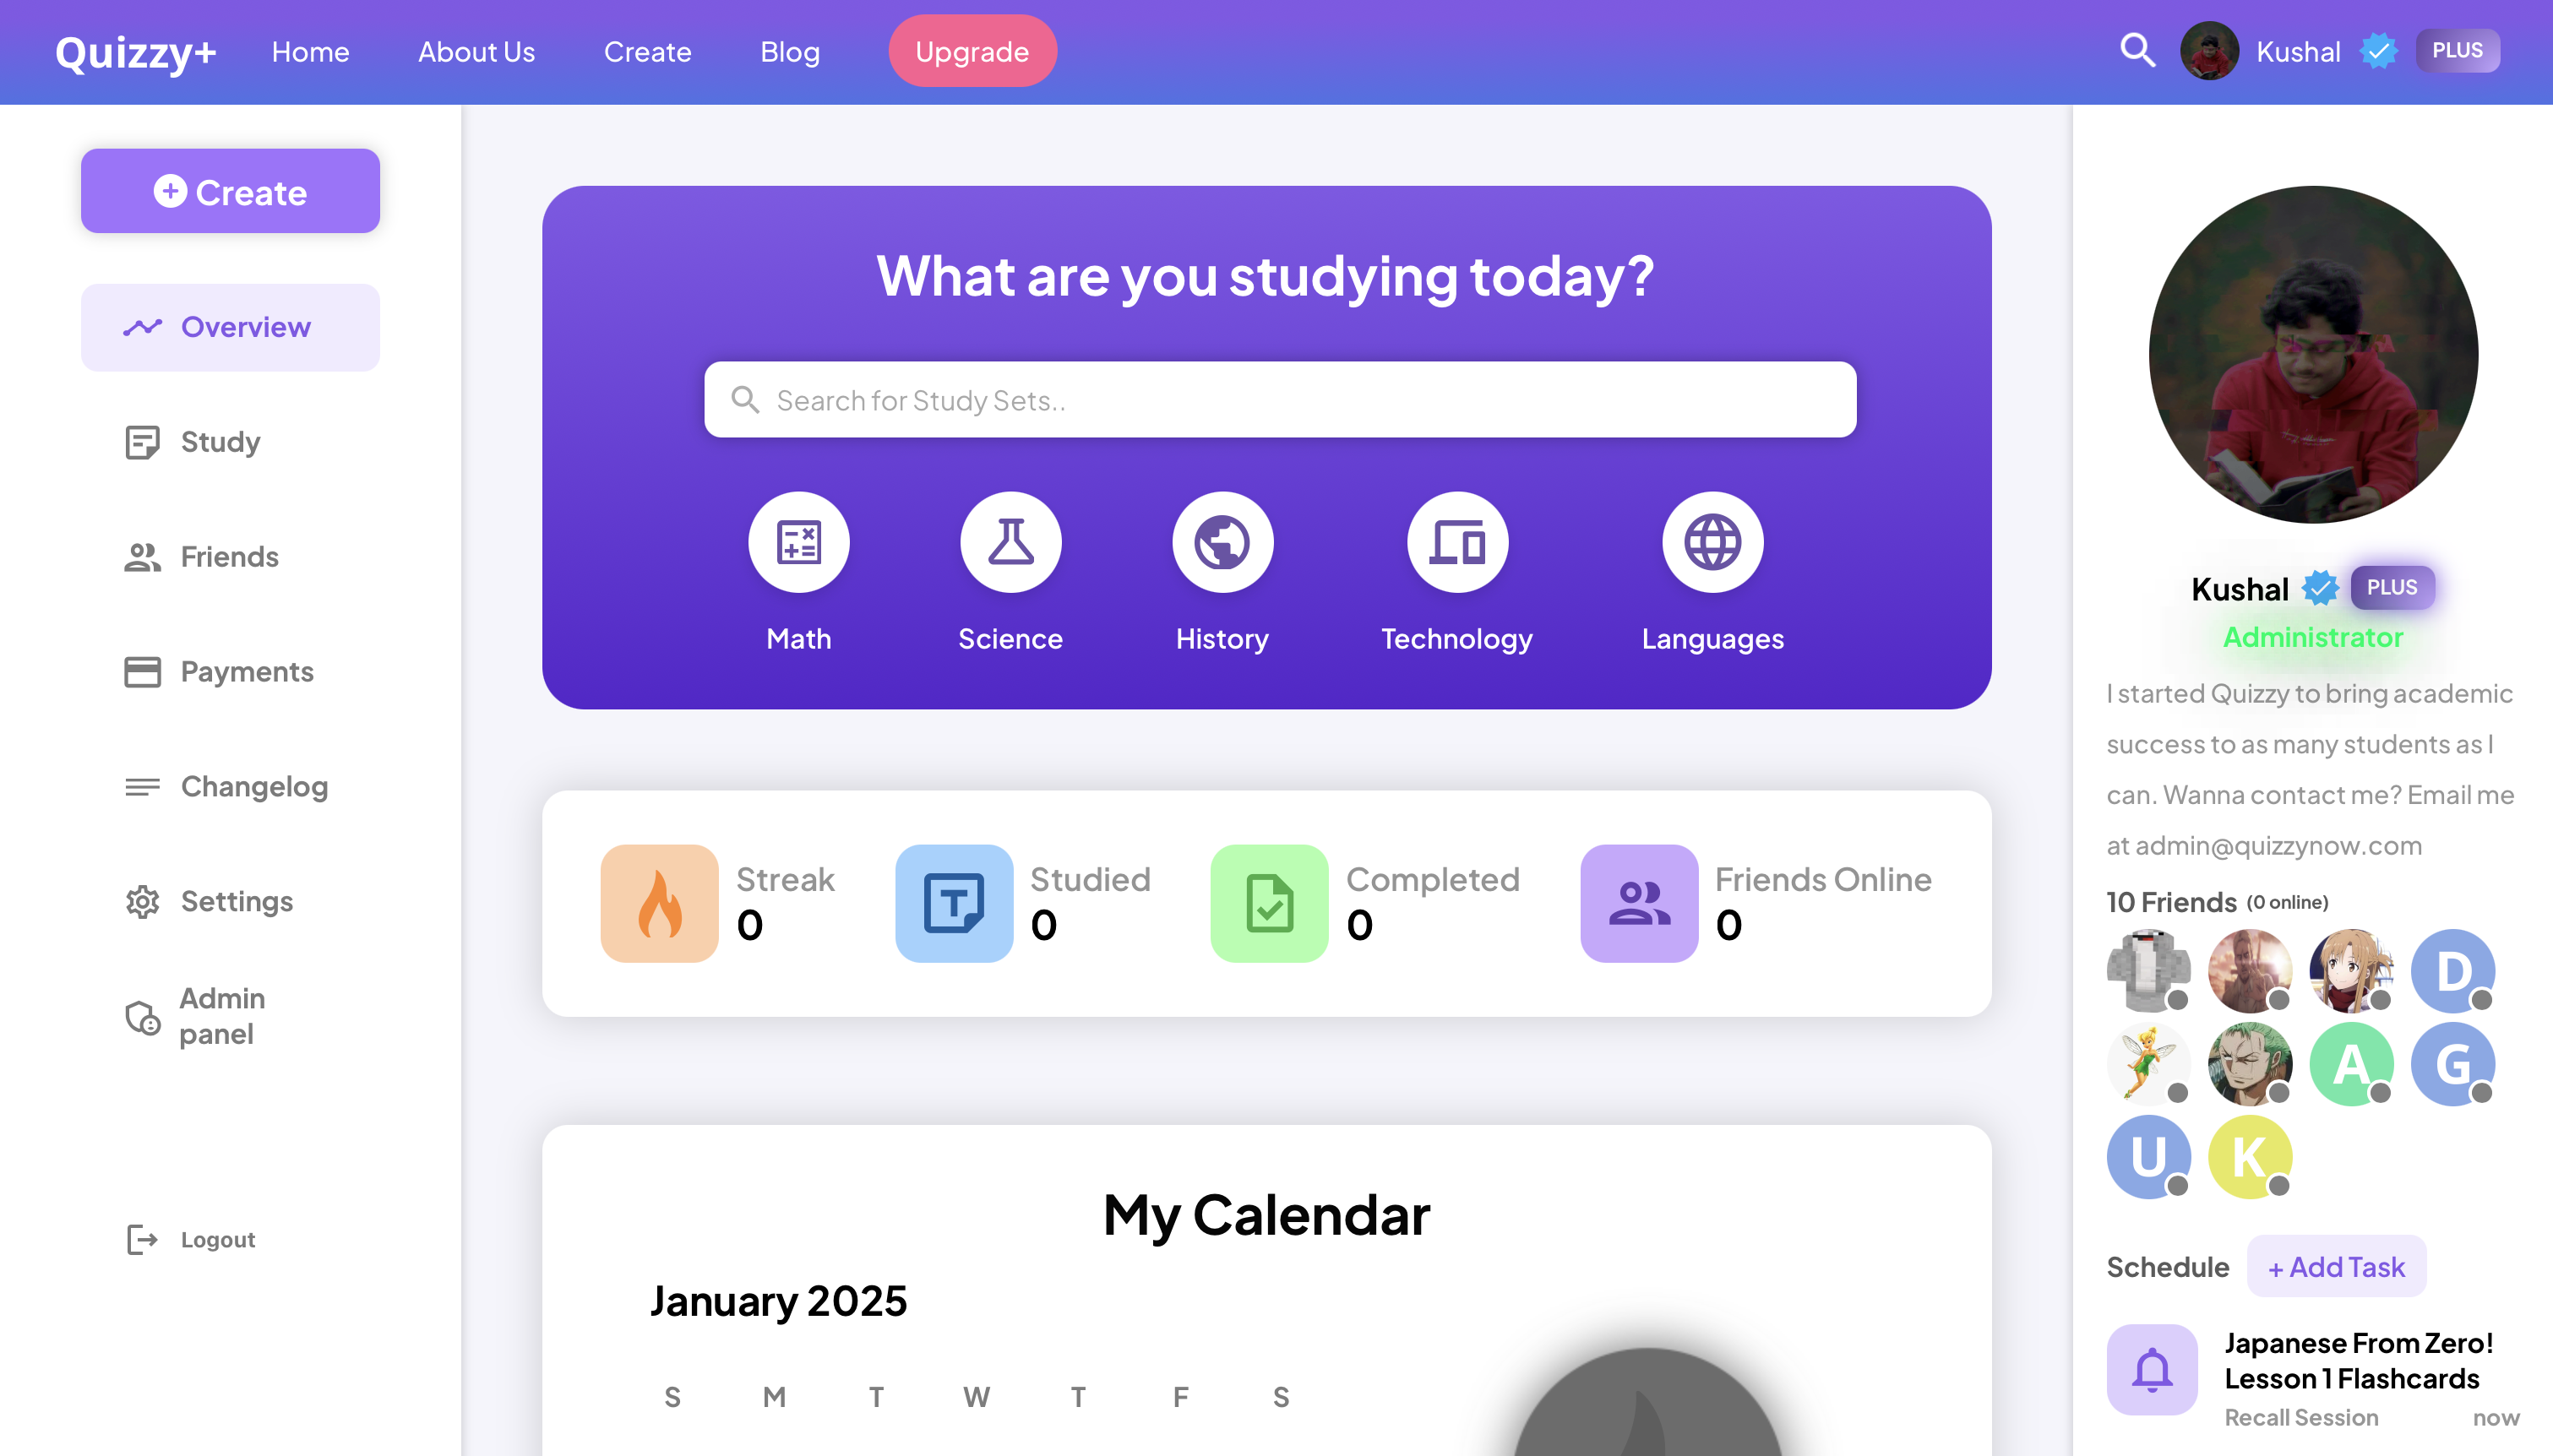 Quizzy+
Home
About Us
Create
Blog
Upgrade
Kushal
PLUS
Create
Overview
Study
Friends
Payments
Changelog
Settings
Admin
panel
Logout
What are you studying today?
Search for Study Sets..
Math
Science
History
Technology
Languages
Streak
0
Studied
0
Completed
0
Friends Online
0
My Calendar
January 2025
S M T W T F S
Kushal PLUS
Administrator
I started Quizzy to bring academic
success to as many students as I
can. Wanna contact me? Email me
at admin@quizzynow.com
10 Friends (0 online)
D
A
G
U
K
Schedule
+ Add Task
Japanese From Zero!
Lesson 1 Flashcards
Recall Session now